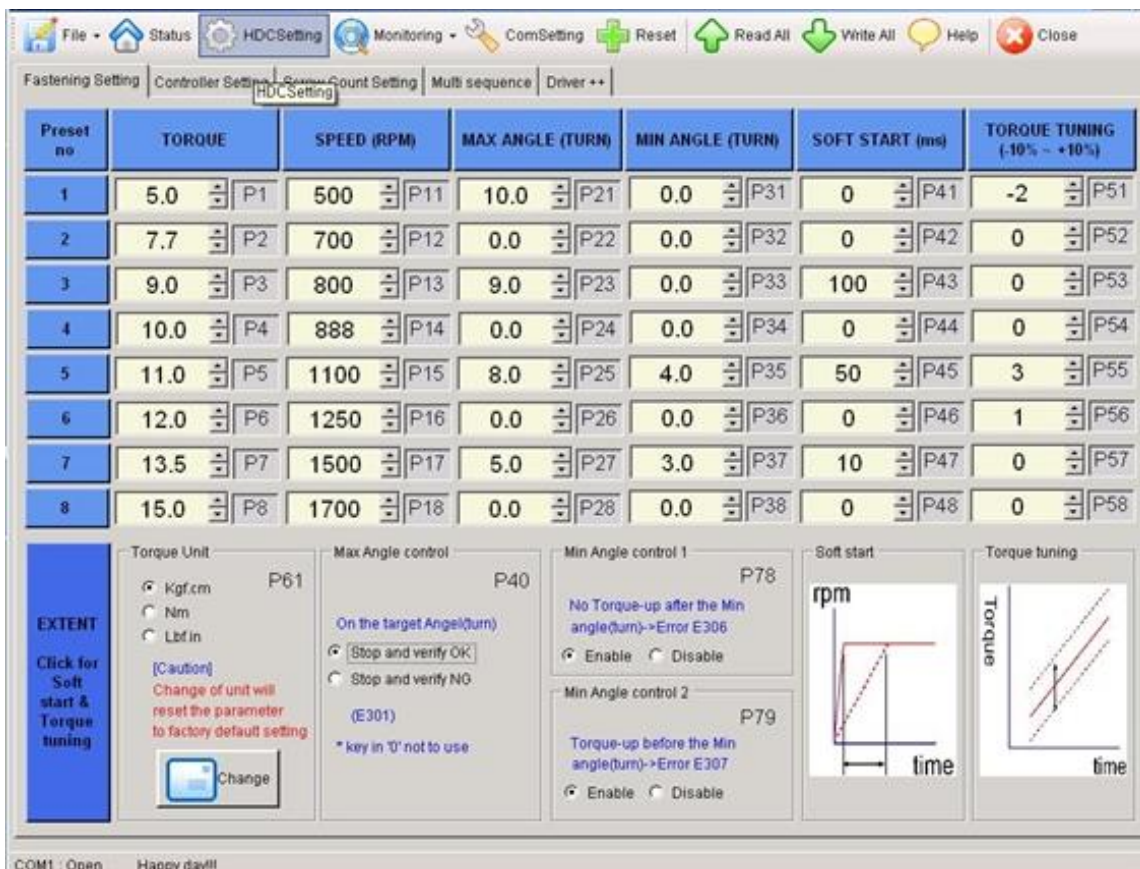 File Status HDCSetting Monitoring ComSetting Reset Read All Write All Help Close
Fastening Setting Controller Setting Screw Count Setting Multi sequence Driver ++
HDCSetting
Preset no TORQUE SPEED (RPM) MAX ANGLE (TURN) MIN ANGLE (TURN) SOFT START (ms) TORQUE TUNING (-10% ~ +10%)
1 5.0 P1 500 P11 10.0 P21 0.0 P31 0 P41 -2 P51
2 7.7 P2 700 P12 0.0 P22 0.0 P32 0 P42 0 P52
3 9.0 P3 800 P13 9.0 P23 0.0 P33 100 P43 0 P53
4 10.0 P4 888 P14 0.0 P24 0.0 P34 0 P44 0 P54
5 11.0 P5 1100 P15 8.0 P25 4.0 P35 50 P45 3 P55
6 12.0 P6 1250 P16 0.0 P26 0.0 P36 0 P46 1 P56
7 13.5 P7 1500 P17 5.0 P27 3.0 P37 10 P47 0 P57
8 15.0 P8 1700 P18 0.0 P28 0.0 P38 0 P48 0 P58
EXTENT
Click for
Soft
start &
Torque
tuning
Torque Unit
P61
Kgf.cm
Nm
Lbf.in
[Caution]
Change of unit will
reset the parameter
to factory default setting
Change
Max Angle control
P40
On the target Angel(turn)
Stop and verify OK
Stop and verify NG
(E301)
* key in '0' not to use
Min Angle control 1
P78
No Torque-up after the Min
angle(turn)->Error E306
Enable Disable
Min Angle control 2
P79
Torque-up before the Min
angle(turn)->Error E307
Enable Disable
Soft start
rpm
time
Torque tuning
Torque
time
COM1 : Open Happy day!!!